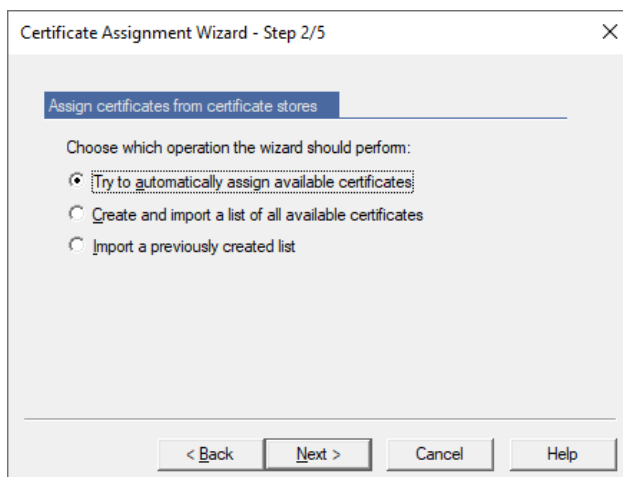 Certificate Assignment Wizard - Step 2/5
Assign certificates from certificate stores
Choose which operation the wizard should perform:
Try to automatically assign available certificates
Create and import a list of all available certificates
Import a previously created list
< Back Next > Cancel Help